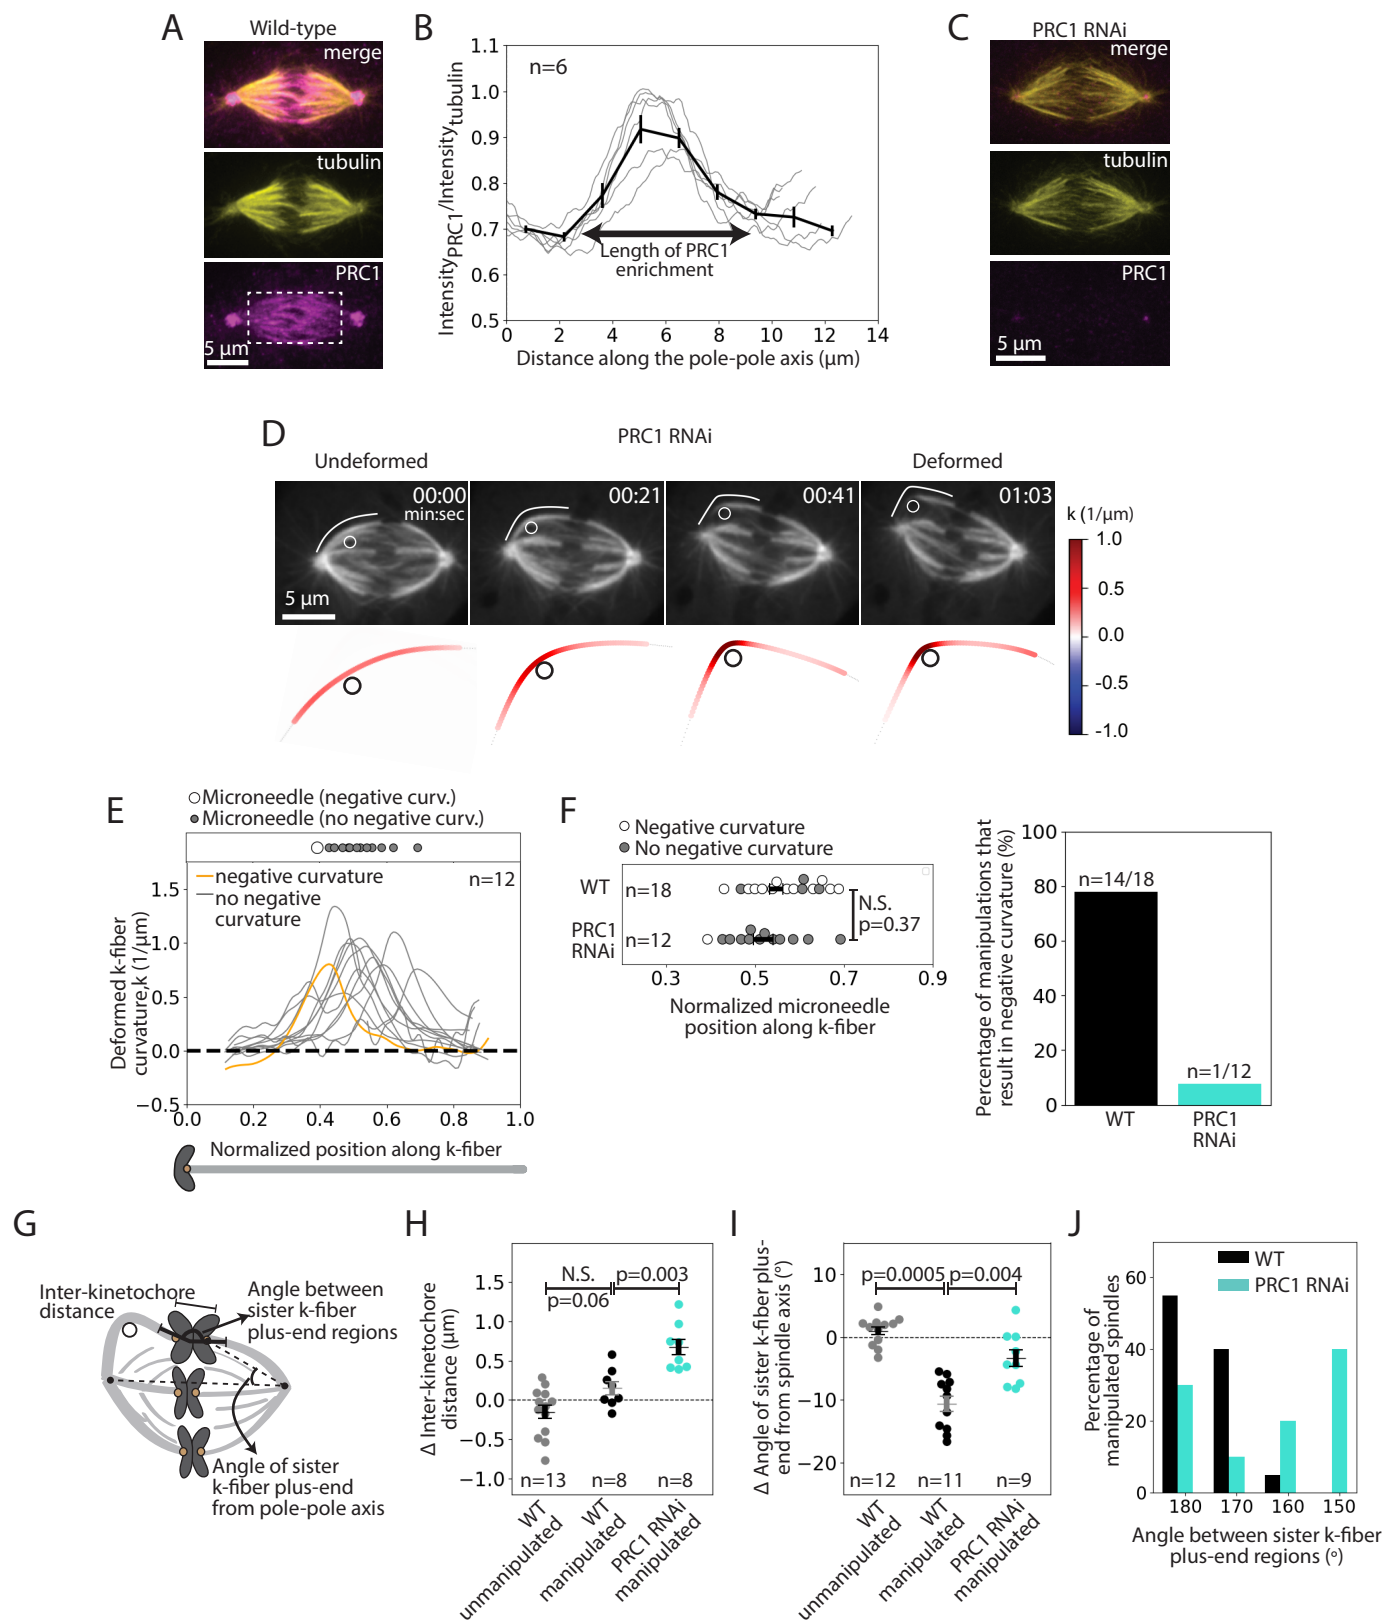 A
Wild-type
merge
tubulin
PRC1
5 μm
B
n=6
Intensity PRC1/Intensity tubulin
1.1
1.0
0.9
0.8
0.7
0.6
0.5
Length of PRC1
enrichment
0 2 4 6 8 10 12 14
Distance along the pole-pole axis (μm)
C
PRC1 RNAi
merge
tubulin
PRC1
5 μm
D
PRC1 RNAi
Undeformed
Deformed
00:00
min:sec
00:21
00:41
01:03
5 μm
k (1/μm)
1.0
0.5
0.0
-0.5
-1.0
E
Microneedle (negative curv.)
Microneedle (no negative curv.)
negative curvature
no negative
curvature
n=12
Deformed k-fiber
curvature,k (1/μm)
1.5
1.0
0.5
0.0
−0.5
0.0 0.2 0.4 0.6 0.8 1.0
Normalized position along k-fiber
F
Negative curvature
No negative curvature
WT
n=18
PRC1
RNAi
n=12
N.S.
p=0.37
0.3 0.5 0.7 0.9
Normalized microneedle
position along k-fiber
Percentage of manipulations that
result in negative curvature (%)
100
80
60
40
20
0
n=14/18
n=1/12
WT
PRC1
RNAi
G
Inter-kinetochore
distance
Angle between
sister k-fiber
plus-end regions
Angle of sister
k-fiber plus-end
from pole-pole axis
H
Δ Inter-kinetochore
distance (μm)
1.5
1.0
0.5
0.0
−0.5
−1.0
N.S.
p=0.06
p=0.003
n=13
n=8
n=8
WT
unmanipulated
WT
manipulated
PRC1 RNAi
manipulated
I
Δ Angle of sister k-fiber plus-
end from spindle axis (°)
10
0
−10
−20
p=0.0005
p=0.004
n=12
n=11
n=9
WT
unmanipulated
WT
manipulated
PRC1 RNAi
manipulated
J
WT
PRC1 RNAi
Percentage of
manipulated spindles
60
40
20
0
180 170 160 150
Angle between sister k-fiber
plus-end regions (°)